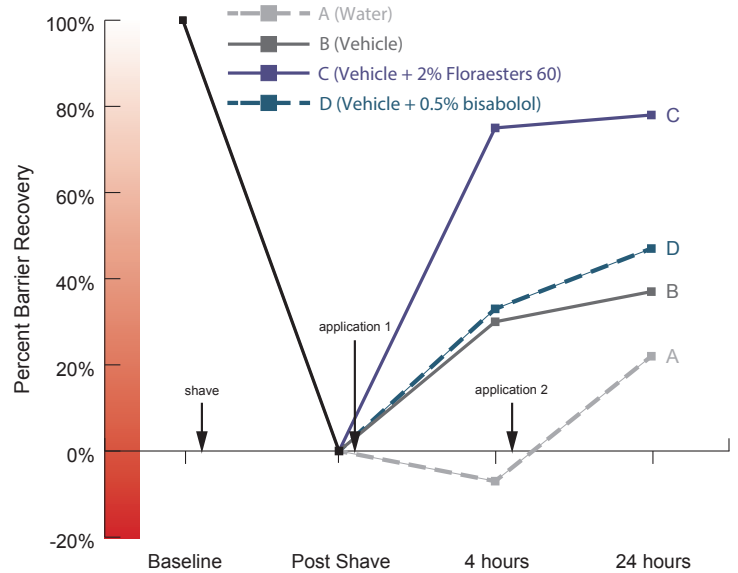 A (Water)
B (Vehicle)
C (Vehicle + 2% Floraesters 60)
D (Vehicle + 0.5% bisabolol)
Percent Barrier Recovery
100%
80%
60%
40%
20%
0%
-20%
shave
application 1
application 2
C
D
B
A
Baseline
Post Shave
4 hours
24 hours